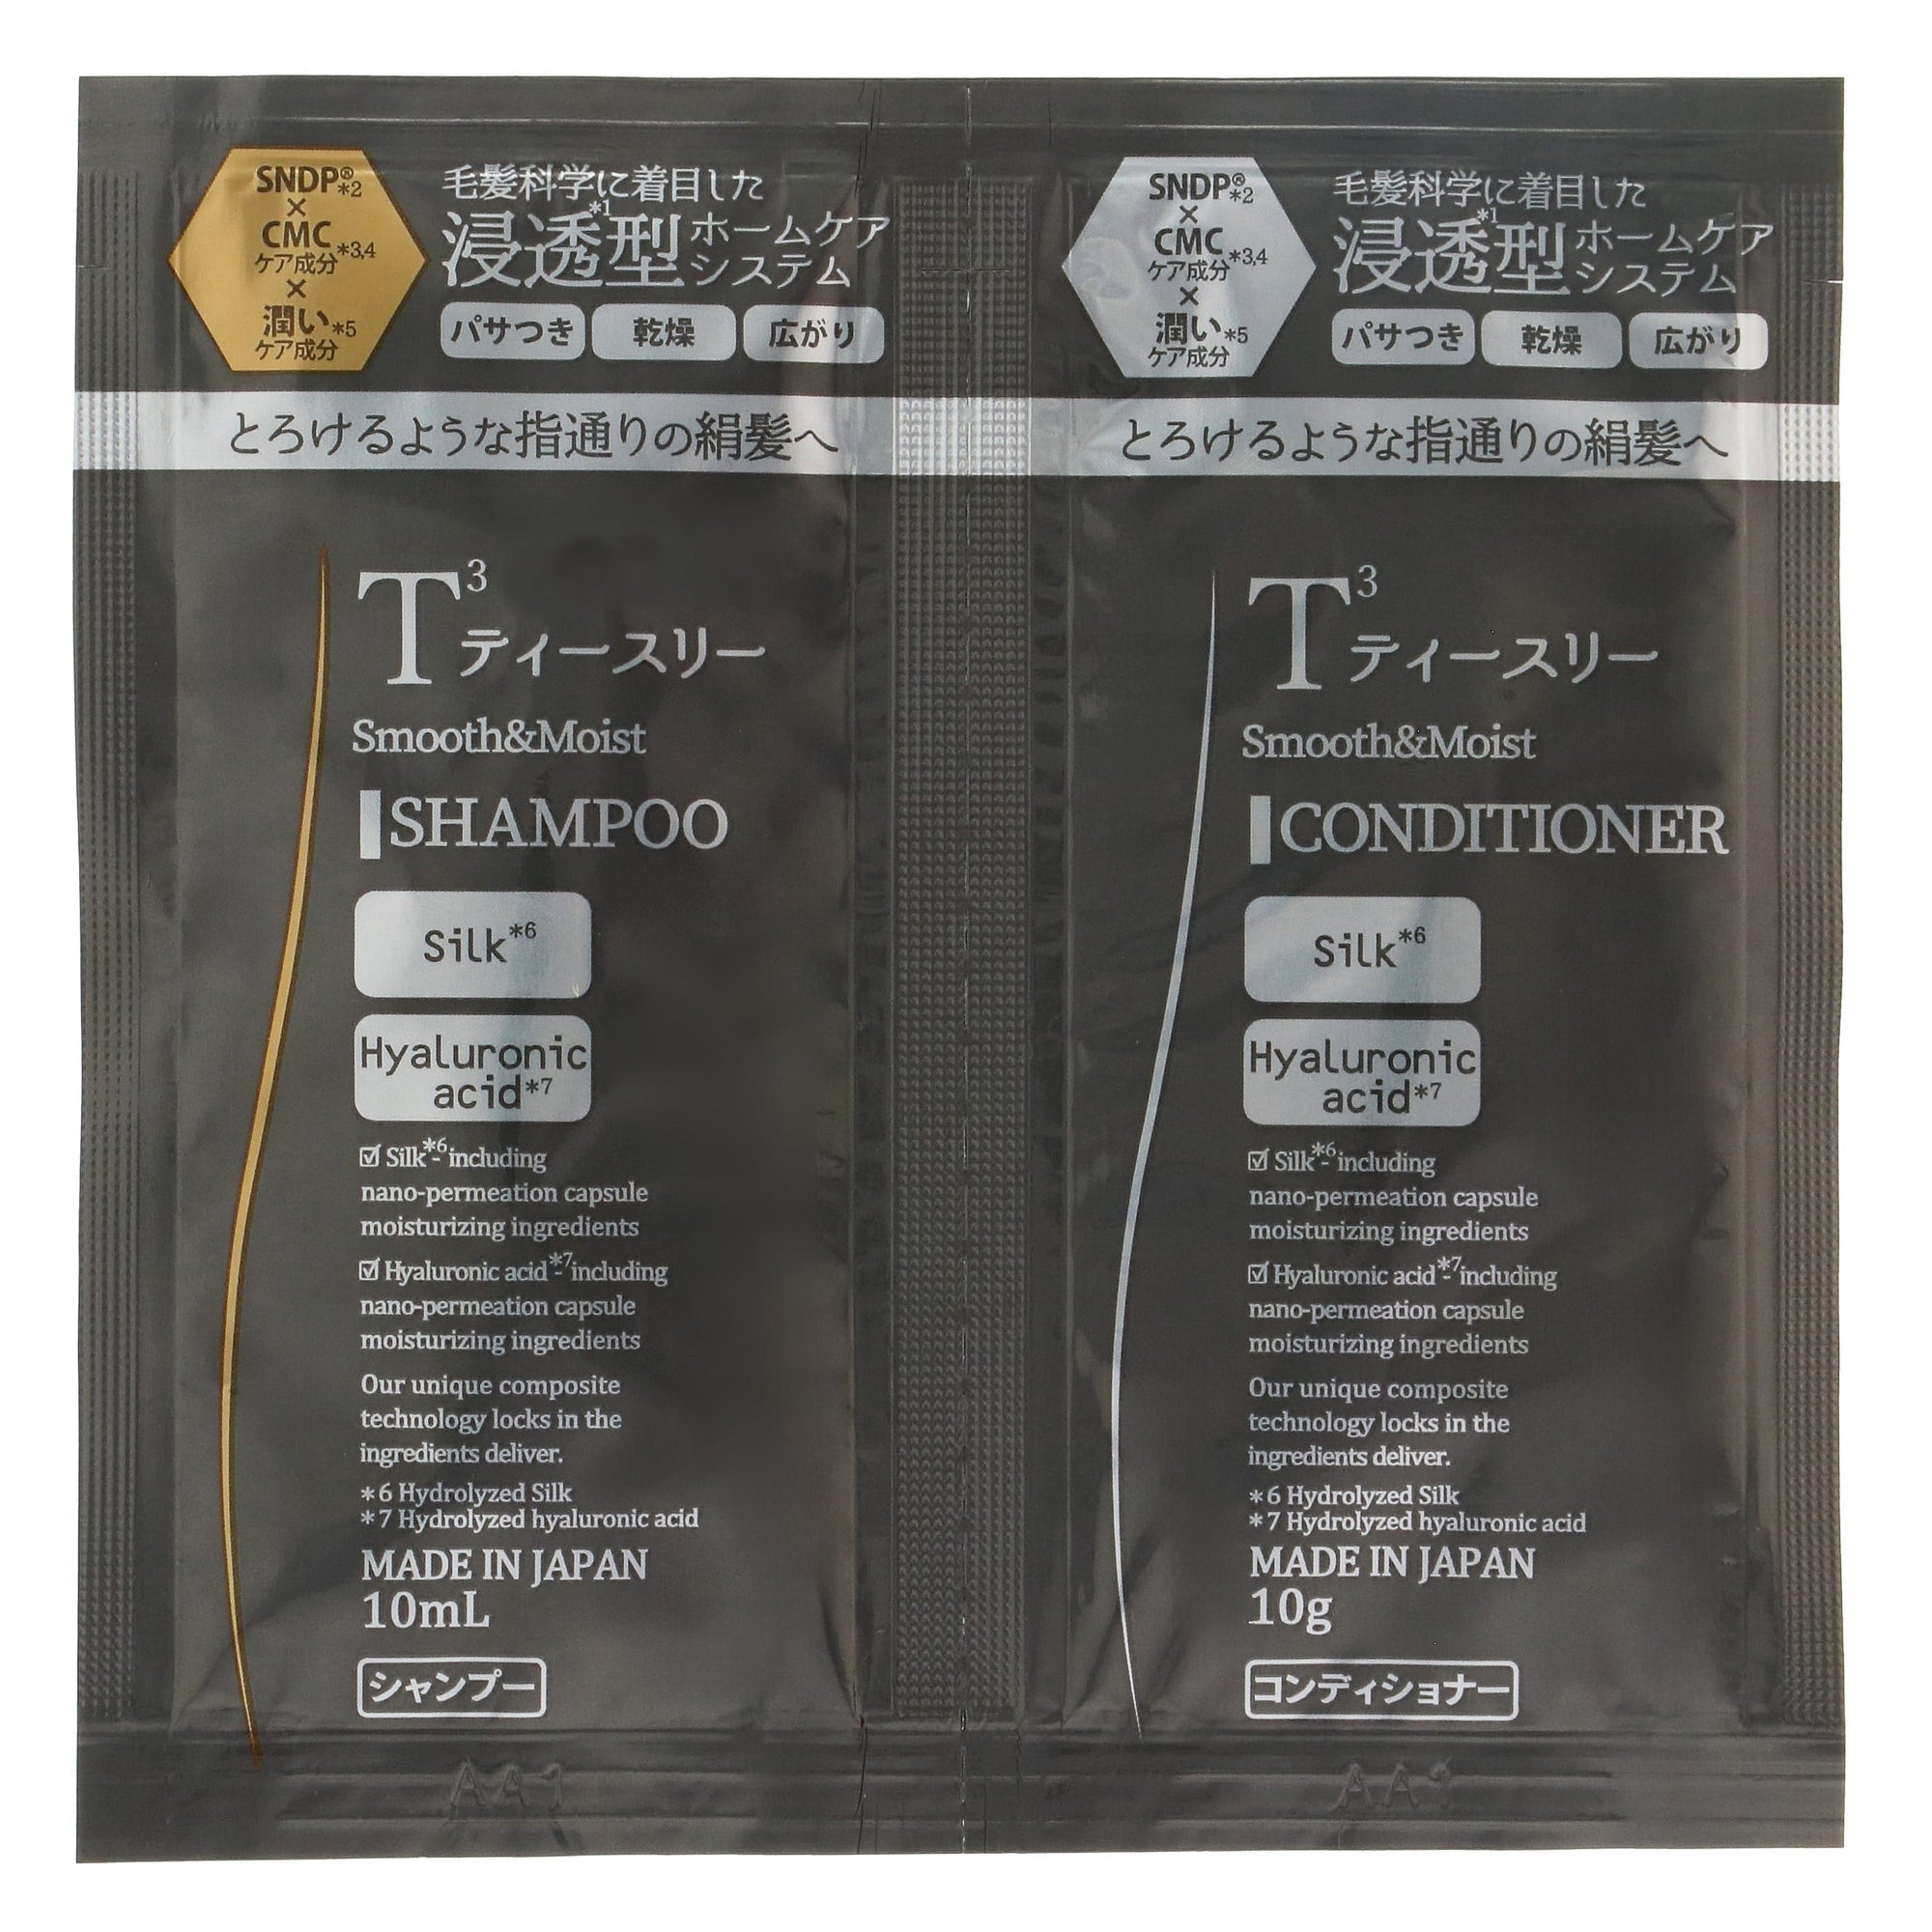 SNDP®*2
×
CMC*3,4
ケア成分
×
潤い*5
ケア成分
毛髪科学に着目した
浸透型*1 ホームケア
システム
パサつき 乾燥 広がり
とろけるような指通りの絹髪へ
T3 ティースリー
Smooth&Moist
SHAMPOO
Silk*6
Hyaluronic
acid*7
☑ Silk*6-including
nano-permeation capsule
moisturizing ingredients
☑ Hyaluronic acid*7-including
nano-permeation capsule
moisturizing ingredients
Our unique composite
technology locks in the
ingredients deliver.
*6 Hydrolyzed Silk
*7 Hydrolyzed hyaluronic acid
MADE IN JAPAN
10mL
シャンプー
AA1
SNDP®*2
×
CMC*3,4
ケア成分
×
潤い*5
ケア成分
毛髪科学に着目した
浸透型*1 ホームケア
システム
パサつき 乾燥 広がり
とろけるような指通りの絹髪へ
T3 ティースリー
Smooth&Moist
CONDITIONER
Silk*6
Hyaluronic
acid*7
☑ Silk*6-including
nano-permeation capsule
moisturizing ingredients
☑ Hyaluronic acid*7-including
nano-permeation capsule
moisturizing ingredients
Our unique composite
technology locks in the
ingredients deliver.
*6 Hydrolyzed Silk
*7 Hydrolyzed hyaluronic acid
MADE IN JAPAN
10g
コンディショナー
AA1